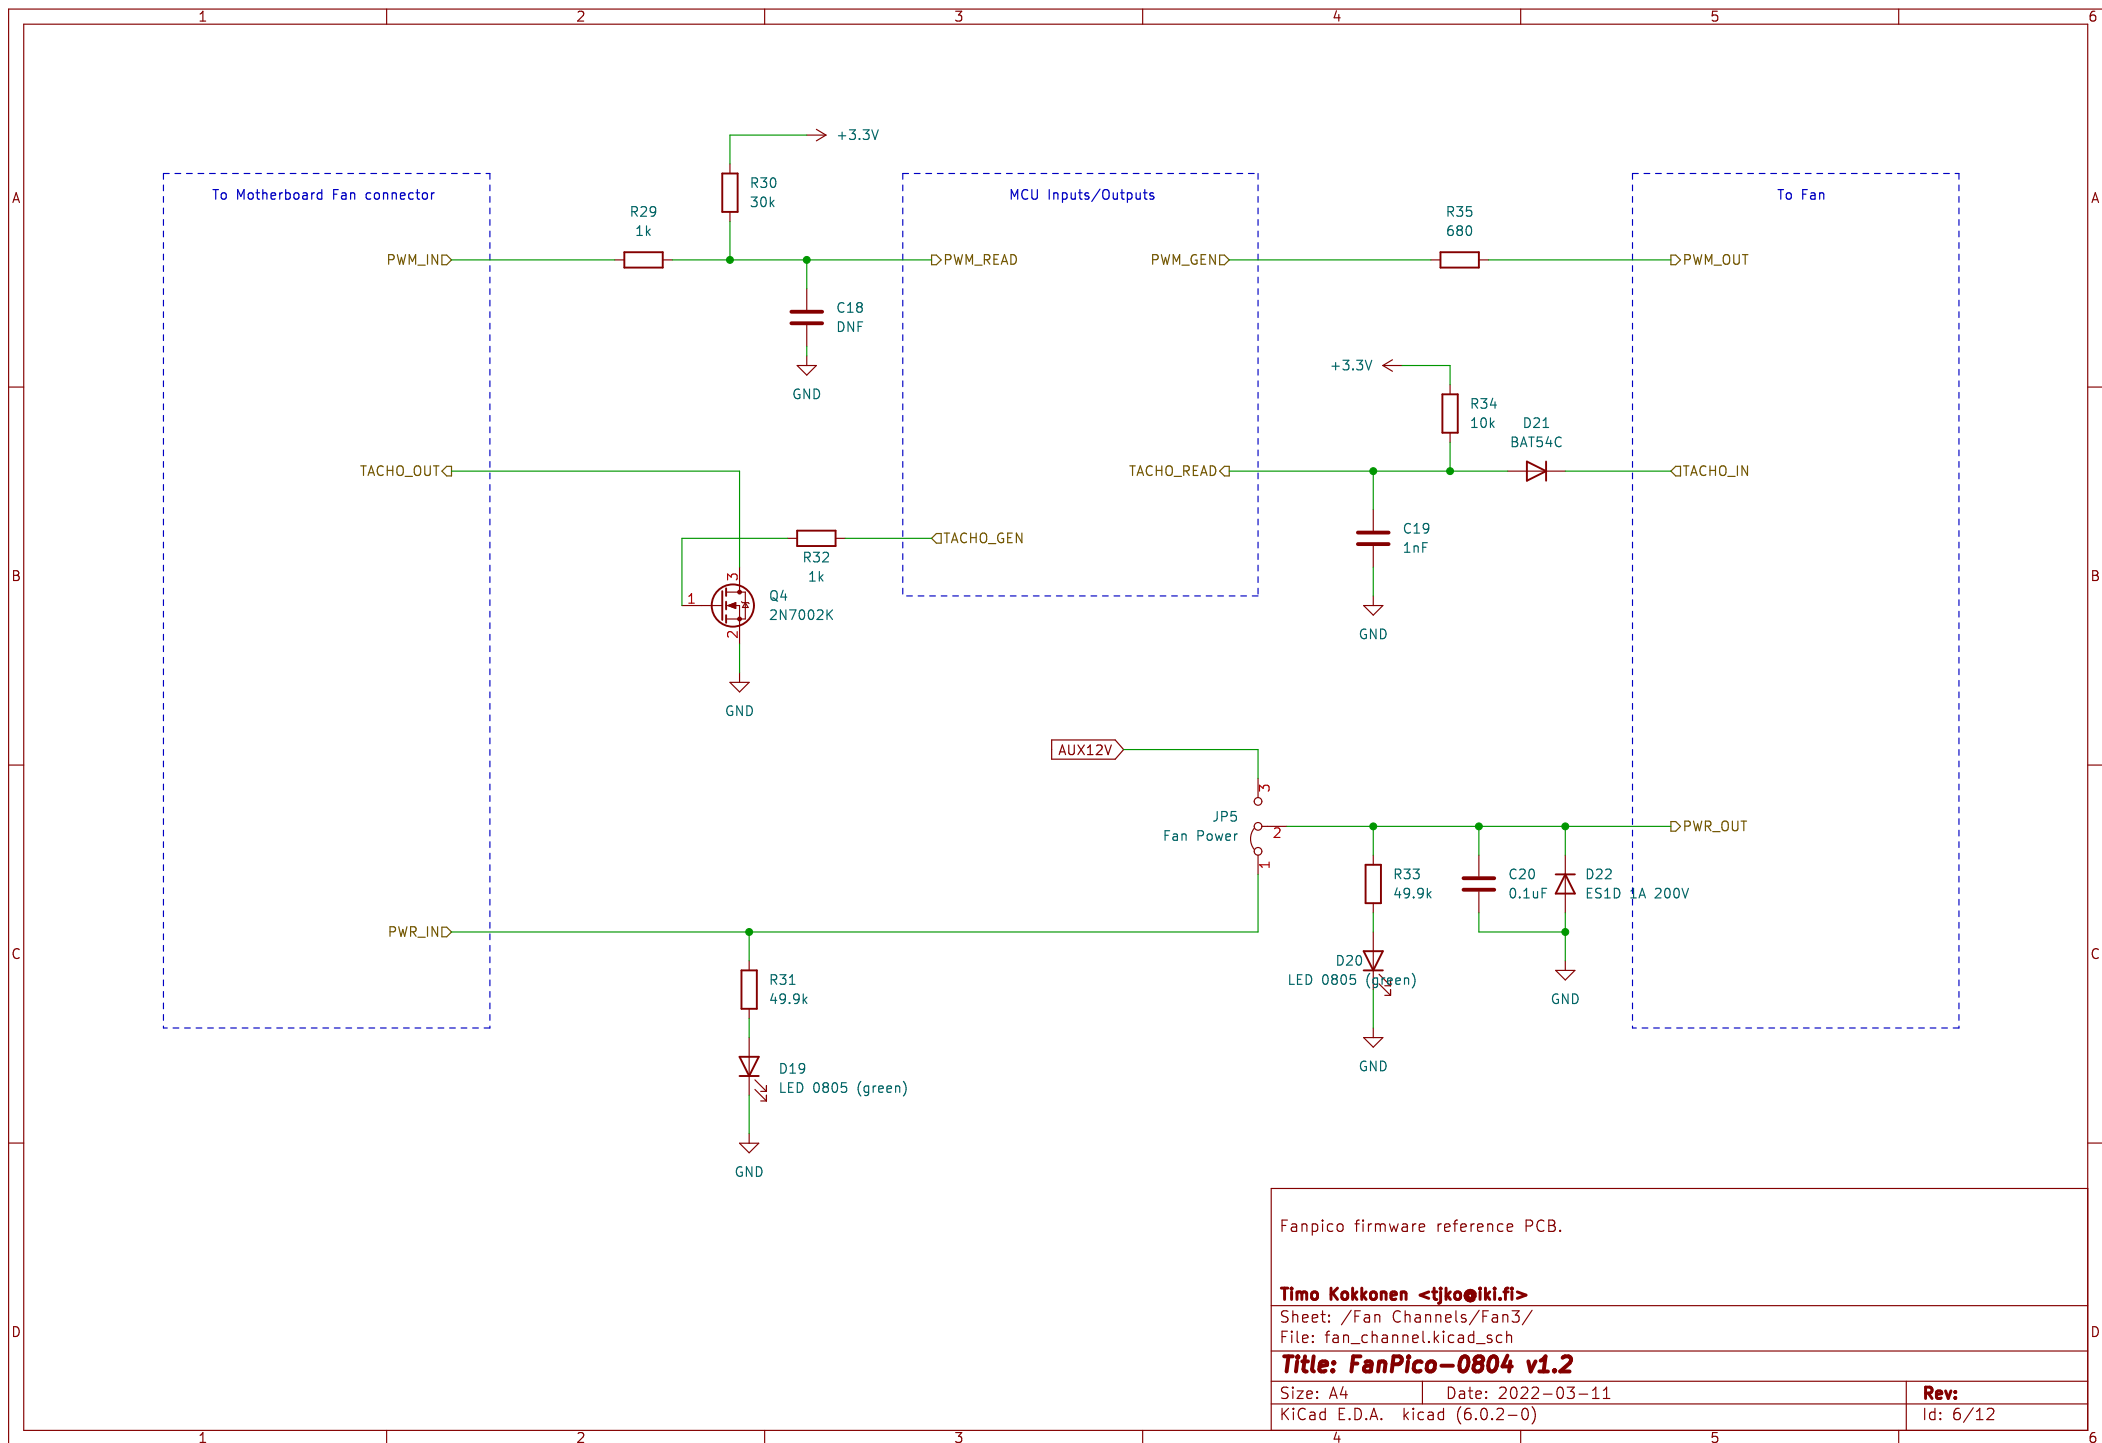 1 2 3 4 5 6
A A
B B
C C
D D
+3.3V
To Motherboard Fan connector
R30
30k
MCU Inputs/Outputs
To Fan
R29
1k
R35
680
PWM_IN
PWM_READ
PWM_GEN
PWM_OUT
C18
DNF
GND
+3.3V
R34
10k
D21
BAT54C
TACHO_OUT
TACHO_READ
TACHO_IN
C19
1nF
TACHO_GEN
R32
1k
3
1
2
Q4
2N7002K
GND
GND
AUX12V
3
JP5
Fan Power
2
1
PWR_OUT
R33
49.9k
C20
0.1uF
D22
ES1D 1A 200V
PWR_IN
D20
LED 0805 (green)
GND
R31
49.9k
GND
D19
LED 0805 (green)
GND
Fanpico firmware reference PCB.
Timo Kokkonen <tjko@iki.fi>
Sheet: /Fan Channels/Fan3/
File: fan_channel.kicad_sch
Title: FanPico-0804 v1.2
Size: A4 Date: 2022-03-11 Rev:
KiCad E.D.A. kicad (6.0.2-0) Id: 6/12
1 2 3 4 5 6